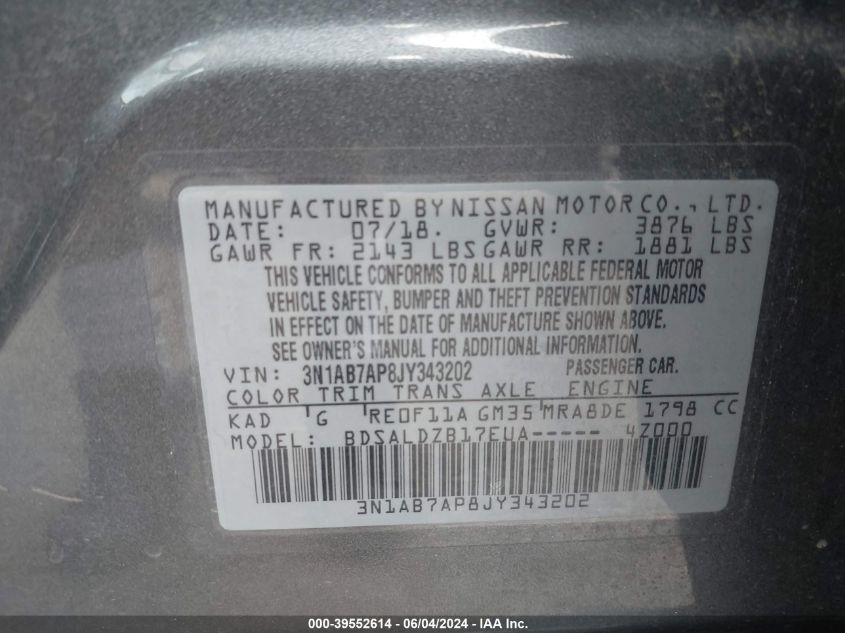 MANUFACTURED BY NISSAN MOTOR CO., LTD.
DATE: 07/18. GVWR: 3876 LBS
GAWR FR: 2143 LBS GAWR RR: 1881 LBS
THIS VEHICLE CONFORMS TO ALL APPLICABLE FEDERAL MOTOR
VEHICLE SAFETY, BUMPER AND THEFT PREVENTION STANDARDS
IN EFFECT ON THE DATE OF MANUFACTURE SHOWN ABOVE.
SEE OWNER'S MANUAL FOR ADDITIONAL INFORMATION.
VIN: 3N1AB7AP8JY343202 PASSENGER CAR.
COLOR TRIM TRANS AXLE ENGINE
KAD G RE0F11A GM35 MRA8DE 1798 CC
MODEL: BDSALDZB17EUA----- 4Z000
3N1AB7AP8JY343202
000-39552614 - 06/04/2024 - IAA Inc.